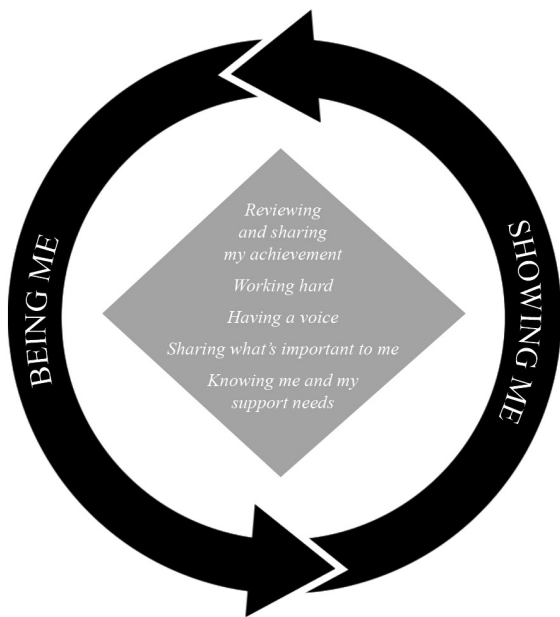 BEING ME
Reviewing
and sharing
my achievement
Working hard
Having a voice
Sharing what’s important to me
Knowing me and my
support needs
SHOWING ME